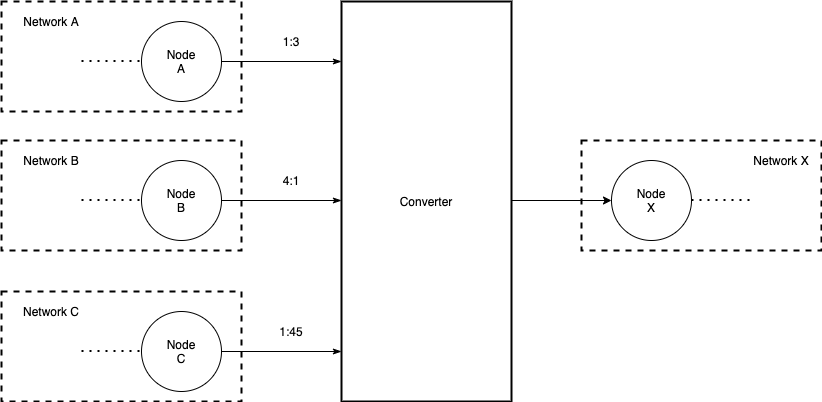 Network A
Node
A
1:3
Network B
Node
B
4:1
Converter
Network X
Node
X
Network C
Node
C
1:45